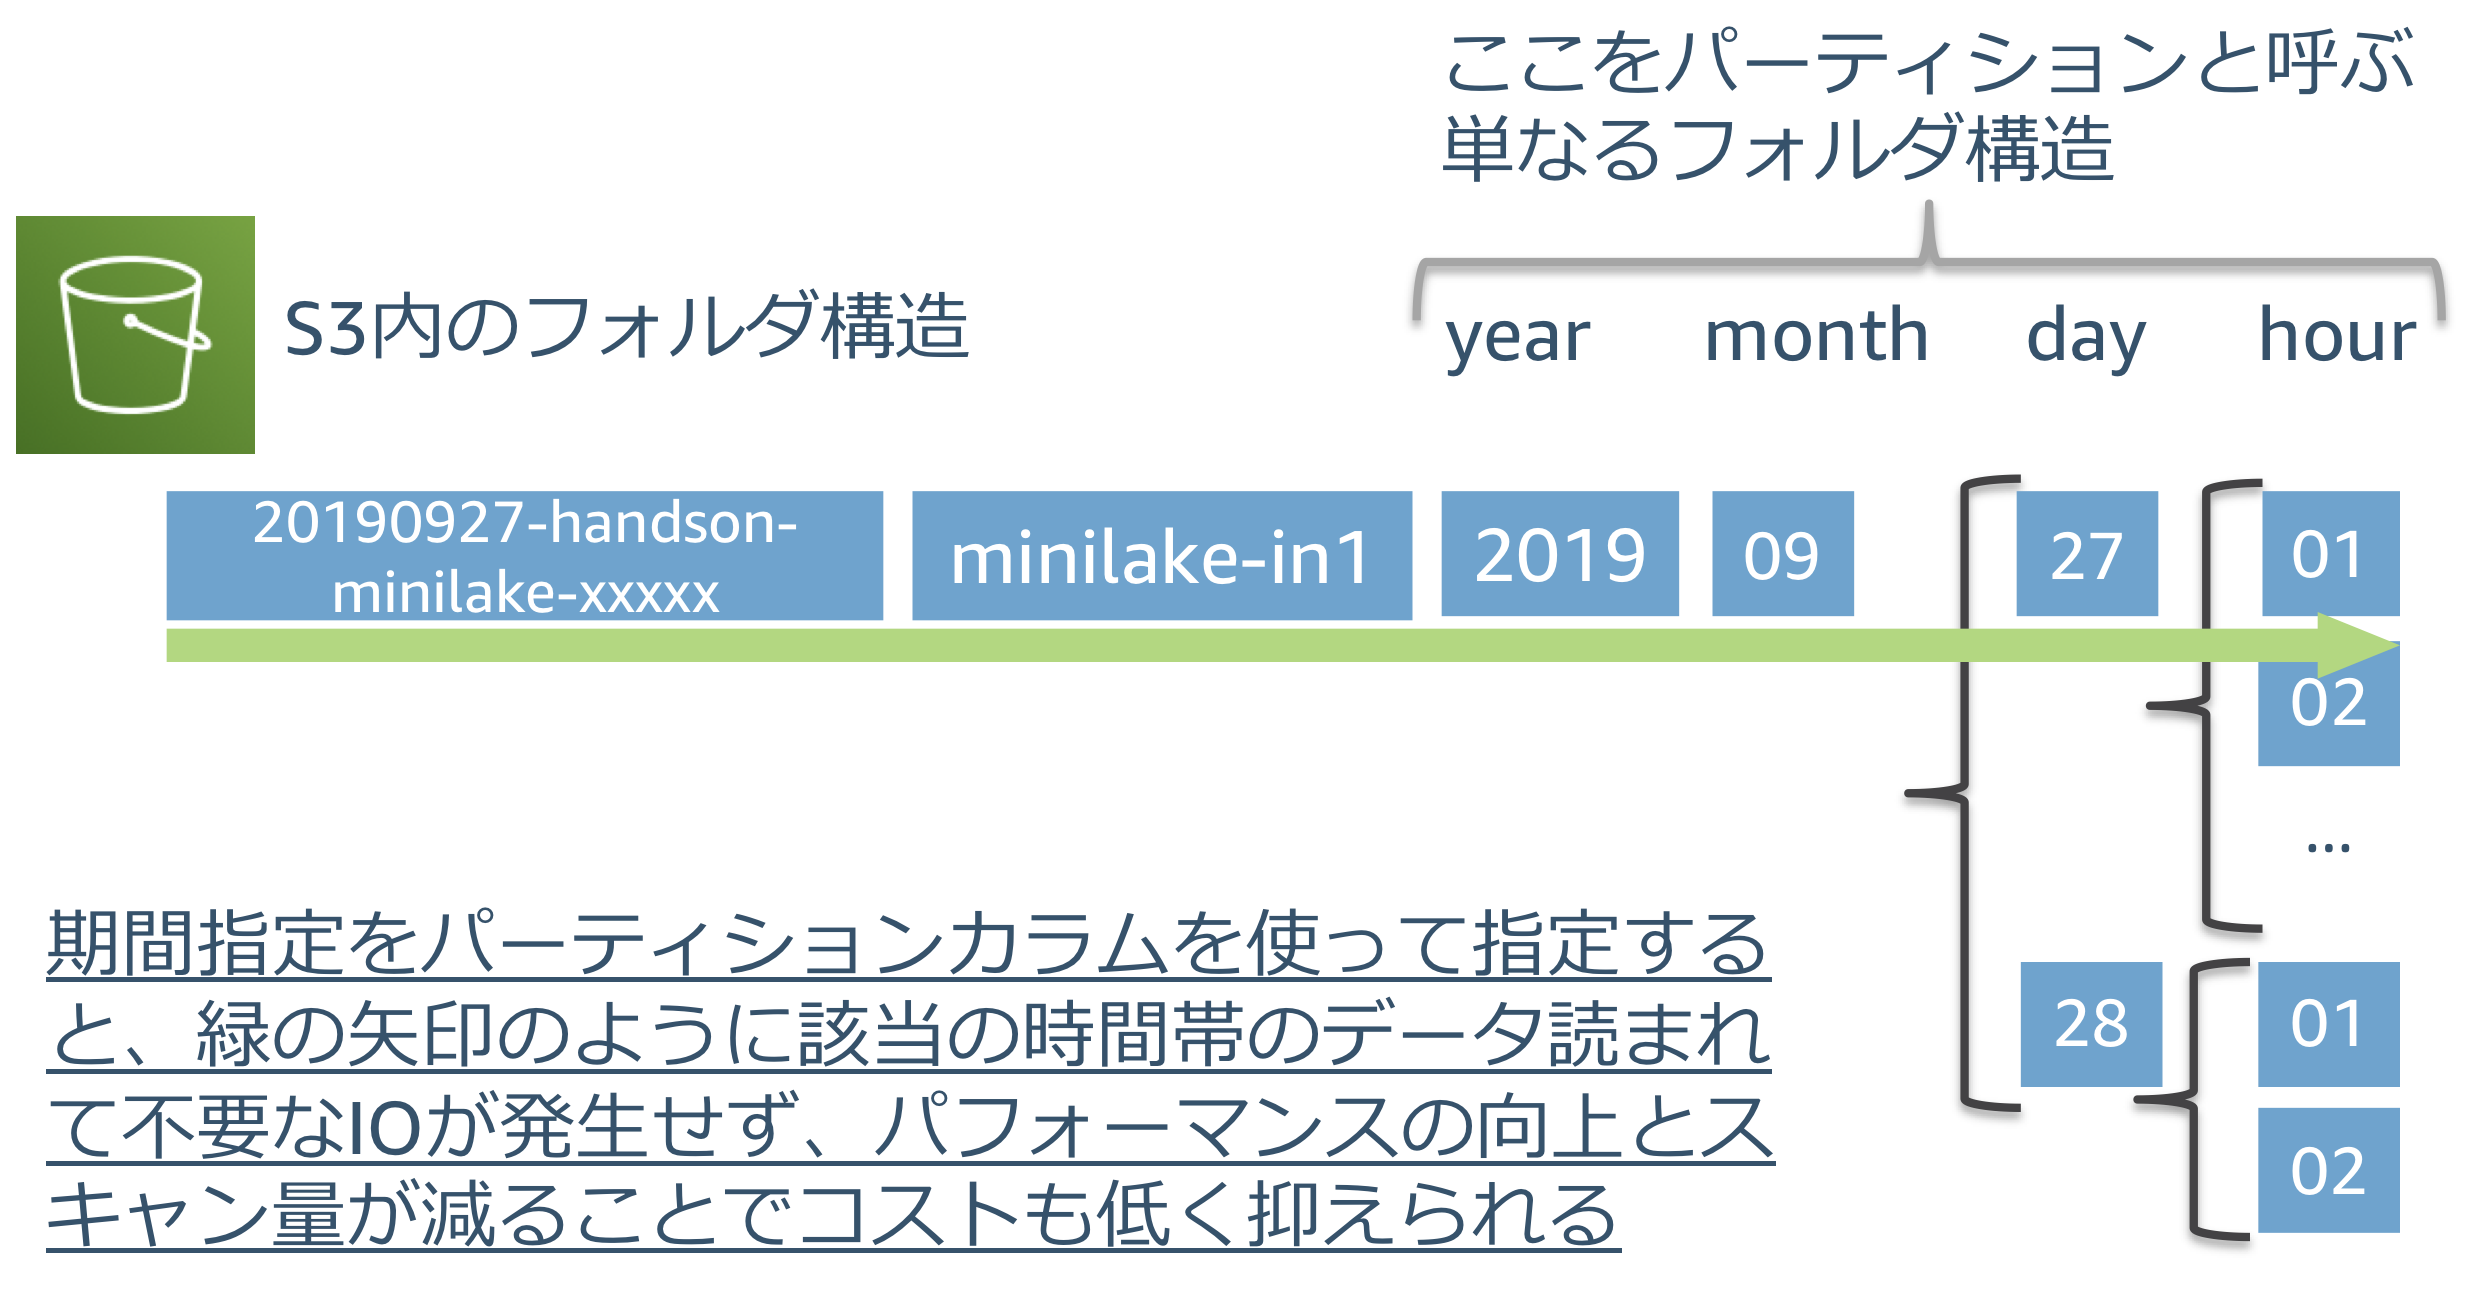 ここをパーティションと呼ぶ
単なるフォルダ構造
S3内のフォルダ構造
year month day hour
20190927-handson-
minilake-xxxxx
minilake-in1
2019
09
27
01
02
...
28
01
02
期間指定をパーティションカラムを使って指定する
と、緑の矢印のように該当の時間帯のデータ読まれ
て不要なIOが発生せず、パフォーマンスの向上とス
キャン量が減ることでコストも低く抑えられる